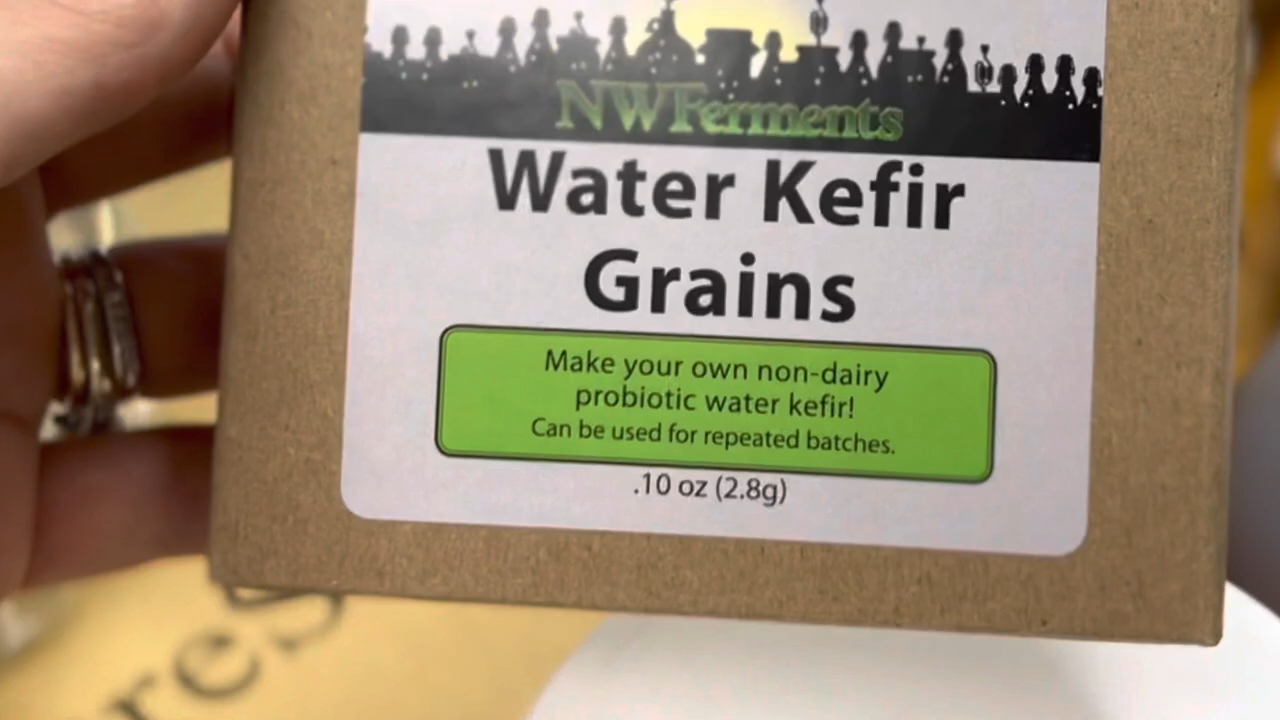 NWFerments
Water Kefir
Grains
Make your own non-dairy
probiotic water kefir!
Can be used for repeated batches.
.10 oz (2.8g)